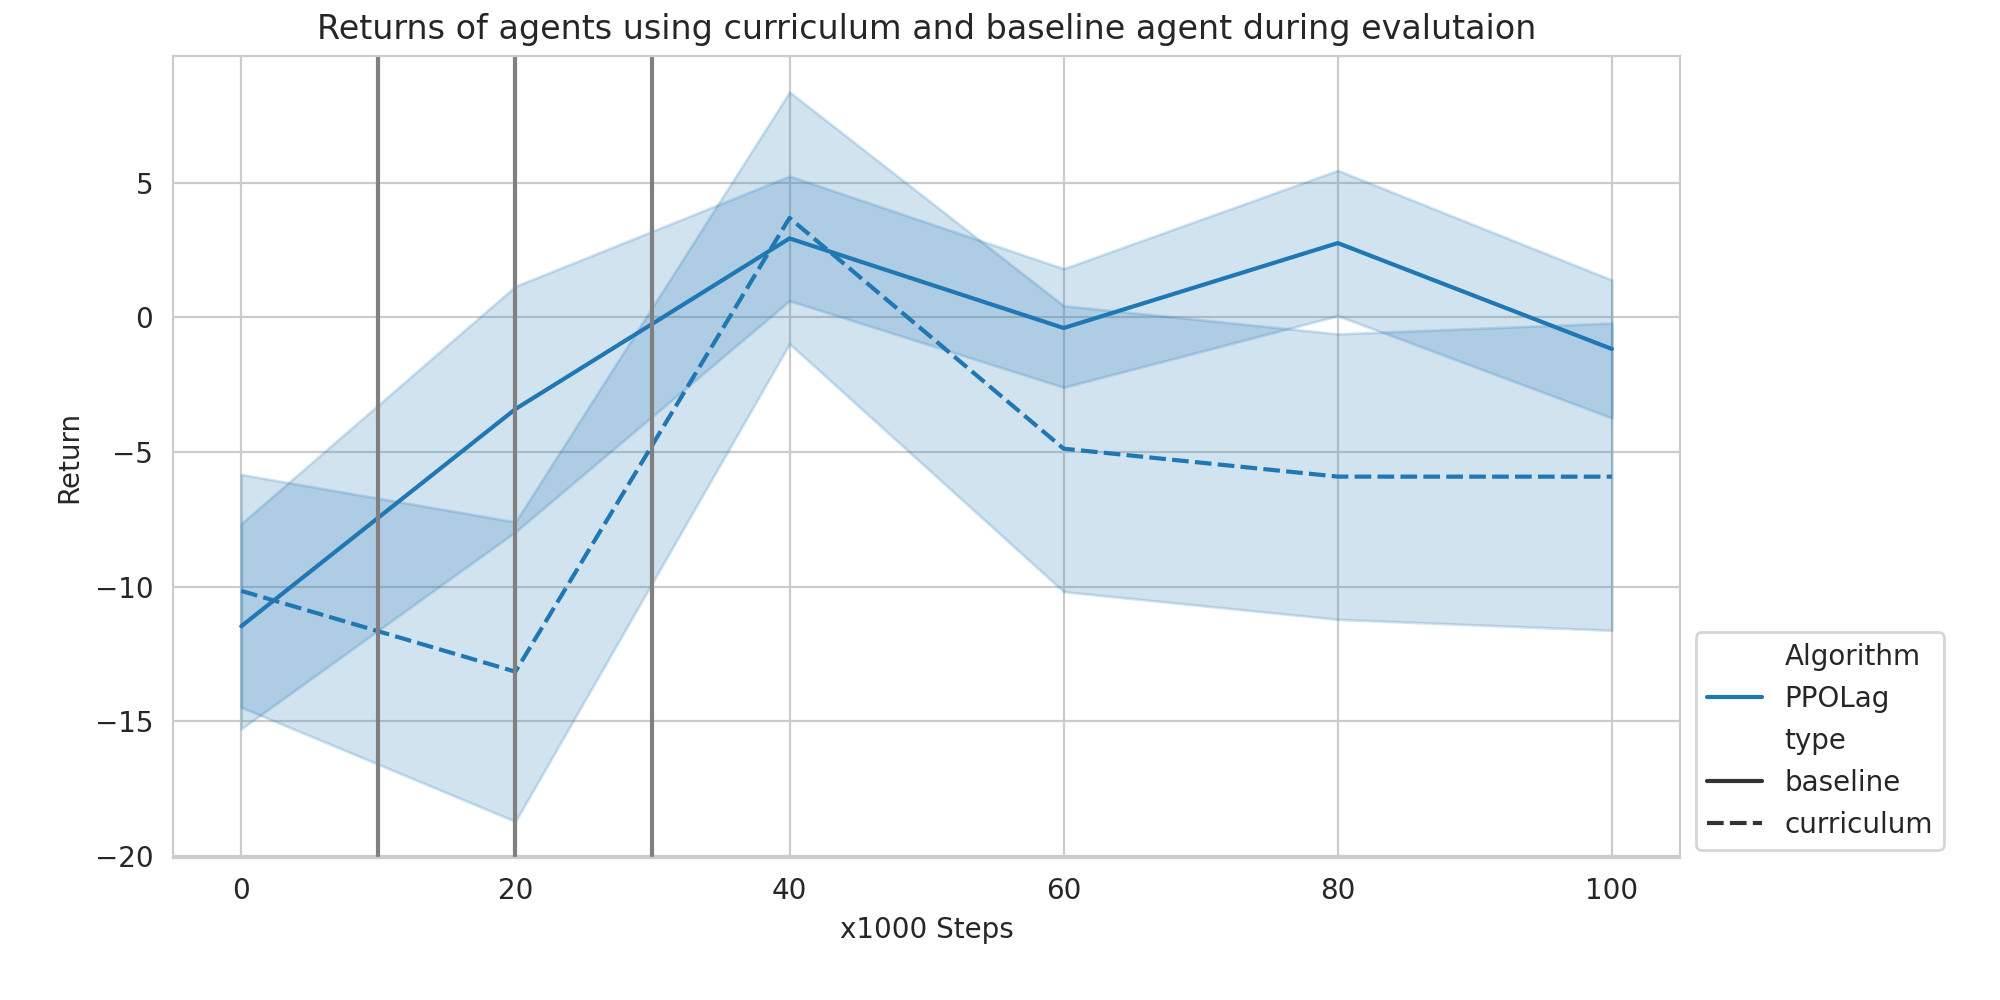 Returns of agents using curriculum and baseline agent during evalutaion
5
0
−5
−10
−15
−20
Return
0 20 40 60 80 100
x1000 Steps
Algorithm
PPOLag
type
baseline
curriculum